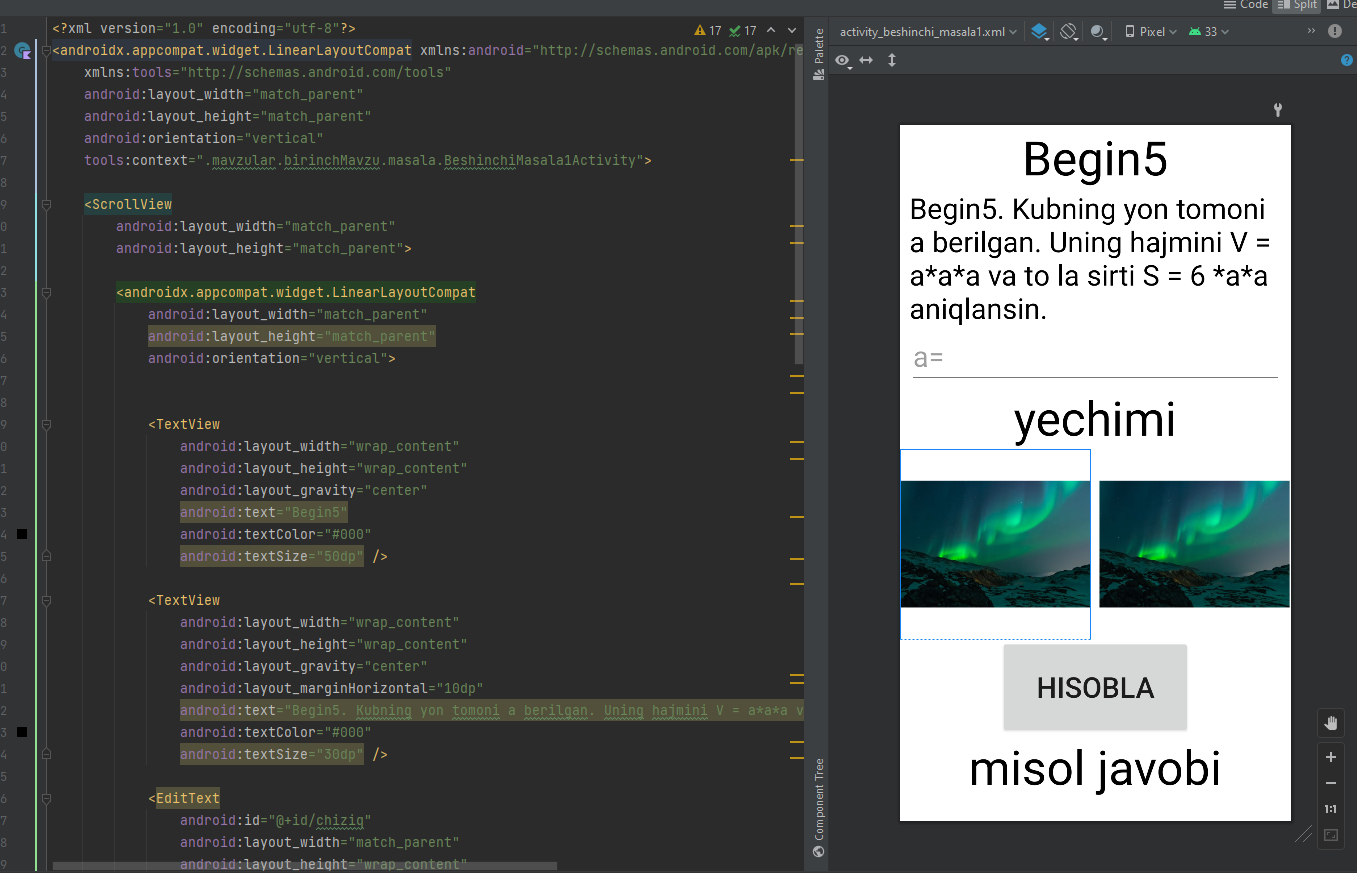 Code Split De
1 <?xml version="1.0" encoding="utf-8"?>
17 17
2 <androidx.appcompat.widget.LinearLayoutCompat xmlns:android="http://schemas.android.com/apk/re
3 xmlns:tools="http://schemas.android.com/tools"
4 android:layout_width="match_parent"
5 android:layout_height="match_parent"
6 android:orientation="vertical"
7 tools:context=".mavzular.birinchMavzu.masala.BeshinchiMasala1Activity">
8
9 <ScrollView
0 android:layout_width="match_parent"
1 android:layout_height="match_parent">
2
3 <androidx.appcompat.widget.LinearLayoutCompat
4 android:layout_width="match_parent"
5 android:layout_height="match_parent"
6 android:orientation="vertical">
7
8
9 <TextView
0 android:layout_width="wrap_content"
1 android:layout_height="wrap_content"
2 android:layout_gravity="center"
3 android:text="Begin5"
4 android:textColor="#000"
5 android:textSize="50dp" />
6
7 <TextView
8 android:layout_width="wrap_content"
9 android:layout_height="wrap_content"
0 android:layout_gravity="center"
1 android:layout_marginHorizontal="10dp"
2 android:text="Begin5. Kubning yon tomoni a berilgan. Uning hajmini V = a*a*a v
3 android:textColor="#000"
4 android:textSize="30dp" />
5
6 <EditText
7 android:id="@+id/chiziq"
8 android:layout_width="match_parent"
9 android:layout_height="wrap_content"
Palette
Component Tree
activity_beshinchi_masala1.xml Pixel 33
Begin5
Begin5. Kubning yon tomoni
a berilgan. Uning hajmini V =
a*a*a va to la sirti S = 6 *a*a
aniqlansin.
a=
yechimi
HISOBLA
misol javobi
1:1